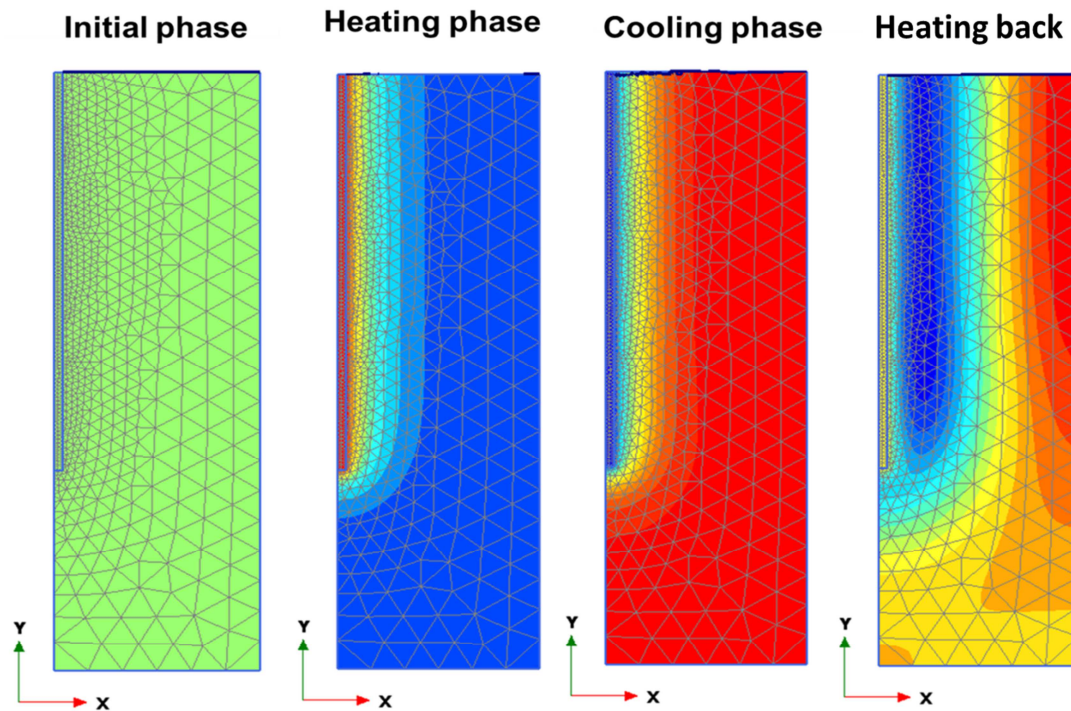 Initial phase
Heating phase
Cooling phase
Heating back
Y
X
Y
X
Y
X
Y
X